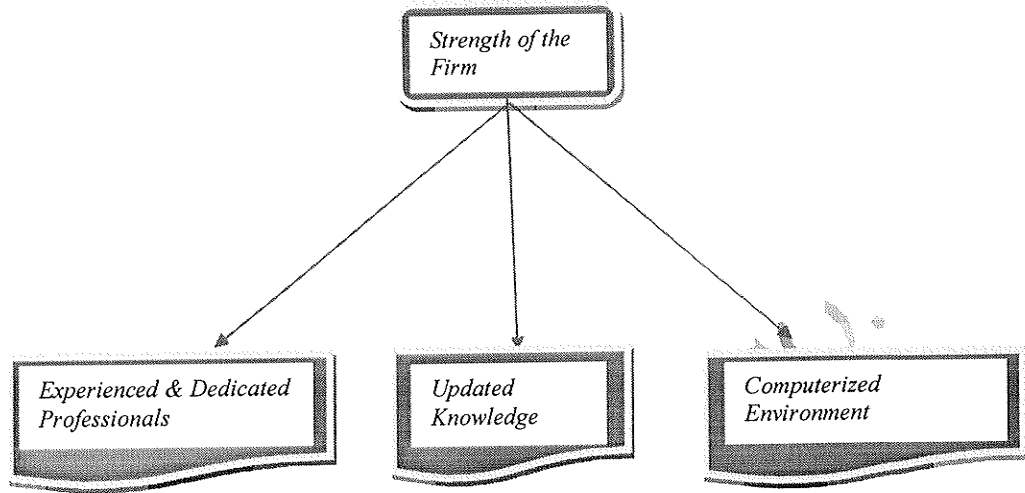 Strength of the
Firm
Experienced & Dedicated
Professionals
Updated
Knowledge
Computerized
Environment